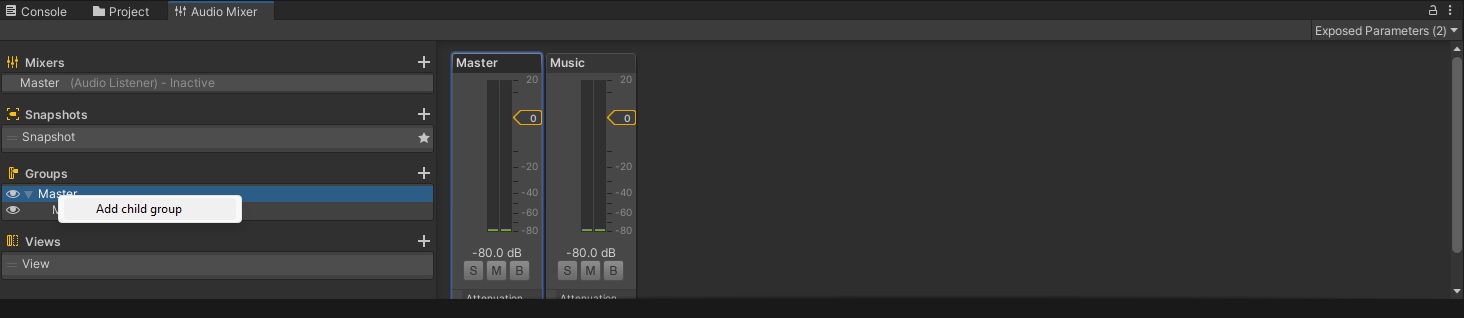 Console Project Audio Mixer
Exposed Parameters (2)
Mixers
Master (Audio Listener) - Inactive
Snapshots
Snapshot
Groups
Master
Add child group
Views
View
Master
20
0
-20
-40
-60
-80
-80.0 dB
S M B
Attenuation
Music
20
0
-20
-40
-60
-80
-80.0 dB
S M B
Attenuation